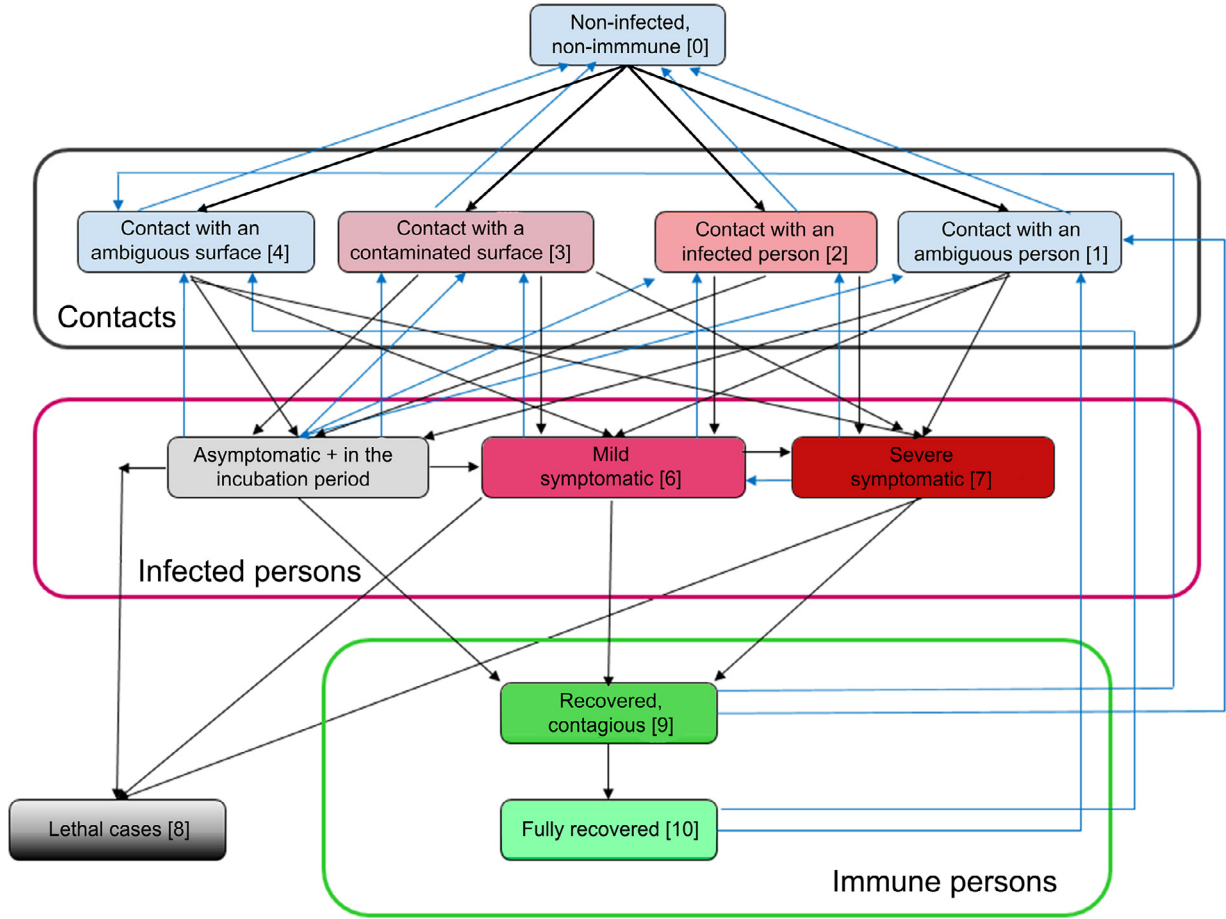 Non-infected,
non-immmune [0]
Contact with an
ambiguous surface [4]
Contact with a
contaminated surface [3]
Contact with an
infected person [2]
Contact with an
ambiguous person [1]
Contacts
Asymptomatic + in the
incubation period
Mild
symptomatic [6]
Severe
symptomatic [7]
Infected persons
Recovered,
contagious [9]
Lethal cases [8]
Fully recovered [10]
Immune persons